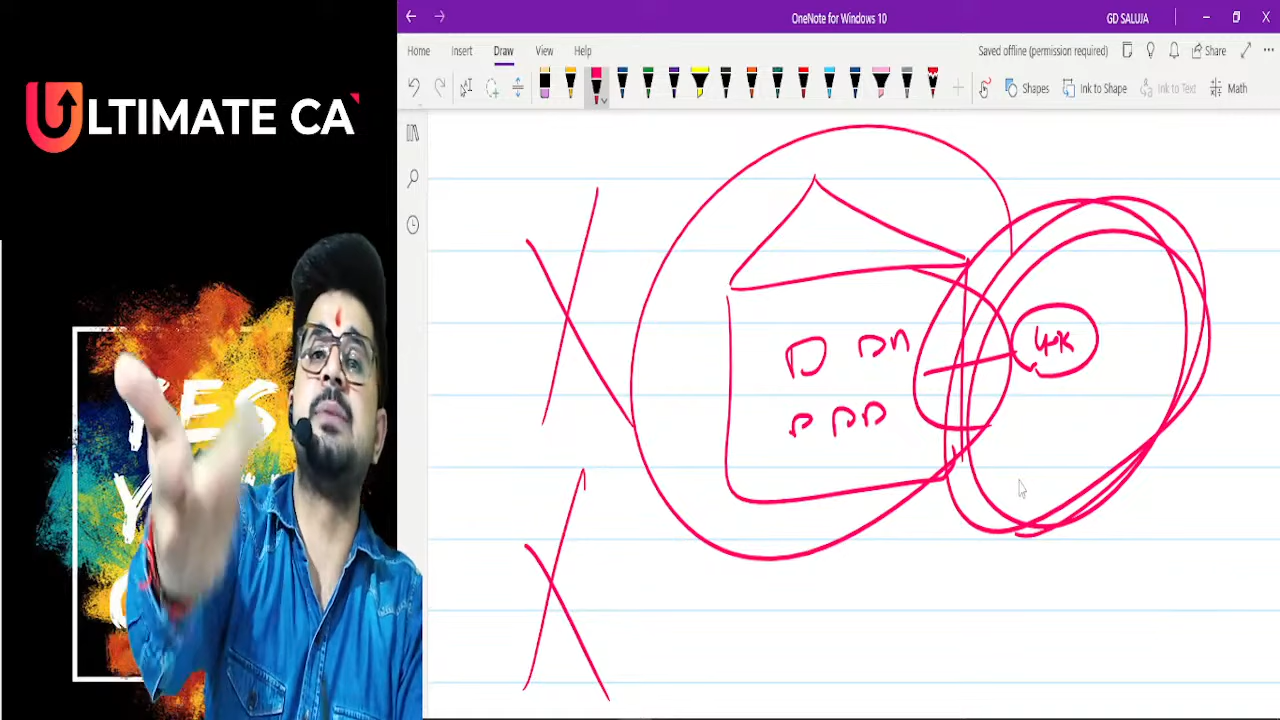 OneNote for Windows 10
GD SALUJA
Home Insert Draw View Help
Saved offline (permission required)
Share
Shapes
Ink to Shape
Ink to Text
Math
ULTIMATE CA
YES
Y
4K
X
X